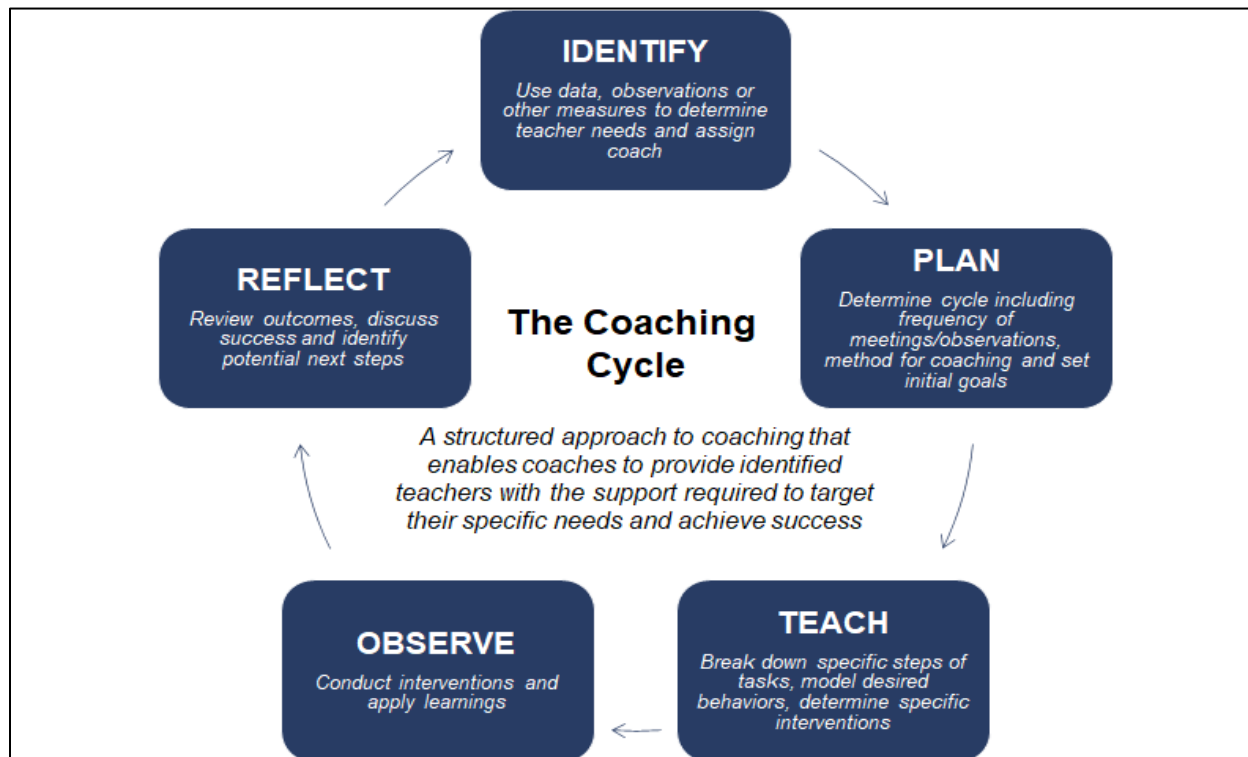 IDENTIFY
Use data, observations or
other measures to determine
teacher needs and assign
coach
PLAN
Determine cycle including
frequency of
meetings/observations,
method for coaching and set
initial goals
TEACH
Break down specific steps of
tasks, model desired
behaviors, determine specific
interventions
OBSERVE
Conduct interventions and
apply learnings
REFLECT
Review outcomes, discuss
success and identify
potential next steps
The Coaching
Cycle
A structured approach to coaching that
enables coaches to provide identified
teachers with the support required to target
their specific needs and achieve success